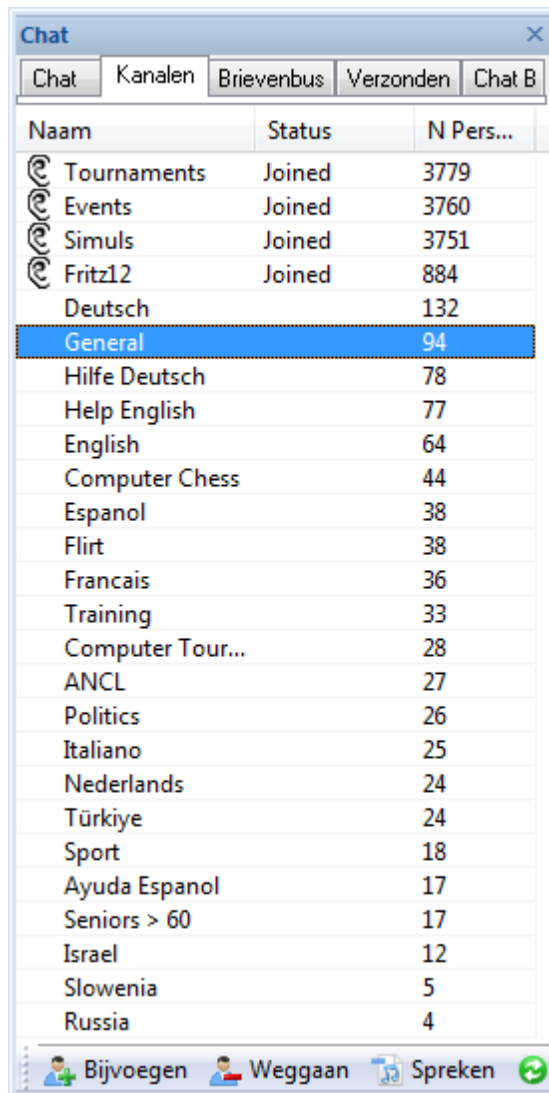 Chat
Chat Kanalen Brievenbus Verzonden Chat B
Naam Status N Pers...
Tournaments Joined 3779
Events Joined 3760
Simuls Joined 3751
Fritz12 Joined 884
Deutsch 132
General 94
Hilfe Deutsch 78
Help English 77
English 64
Computer Chess 44
Espanol 38
Flirt 38
Francais 36
Training 33
Computer Tour... 28
ANCL 27
Politics 26
Italiano 25
Nederlands 24
Türkiye 24
Sport 18
Ayuda Espanol 17
Seniors > 60 17
Israel 12
Slowenia 5
Russia 4
Bijvoegen Weggaan Spreken